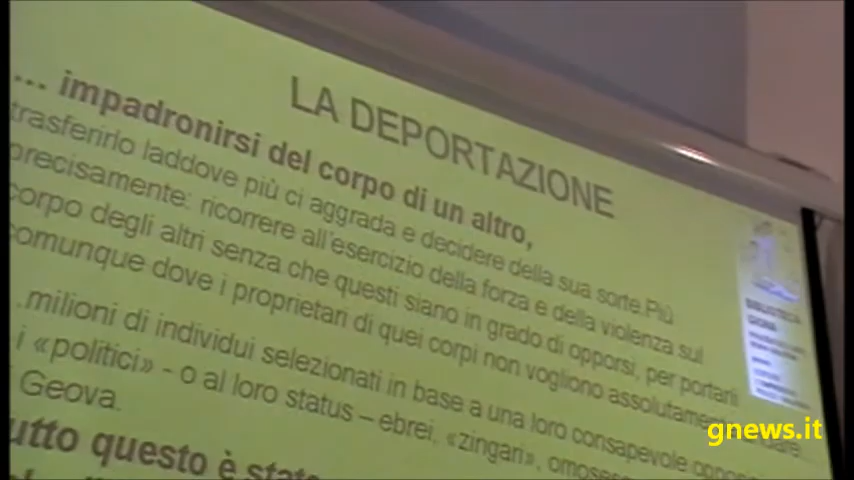 LA DEPORTAZIONE
... impadronirsi del corpo di un altro,
trasferirlo laddove più ci aggrada e decidere della sua sorte.Più
precisamente: ricorrere all'esercizio della forza e della violenza sul
corpo degli altri senza che questi siano in grado di opporsi, per portarli
comunque dove i proprietari di quei corpi non vogliono assolutamente
milioni di individui selezionati in base a una loro consapevole
i «politici» - o al loro status – ebrei, «zingari»,
Geova.
tutto questo è
BIBLIOTECA
gnews.it